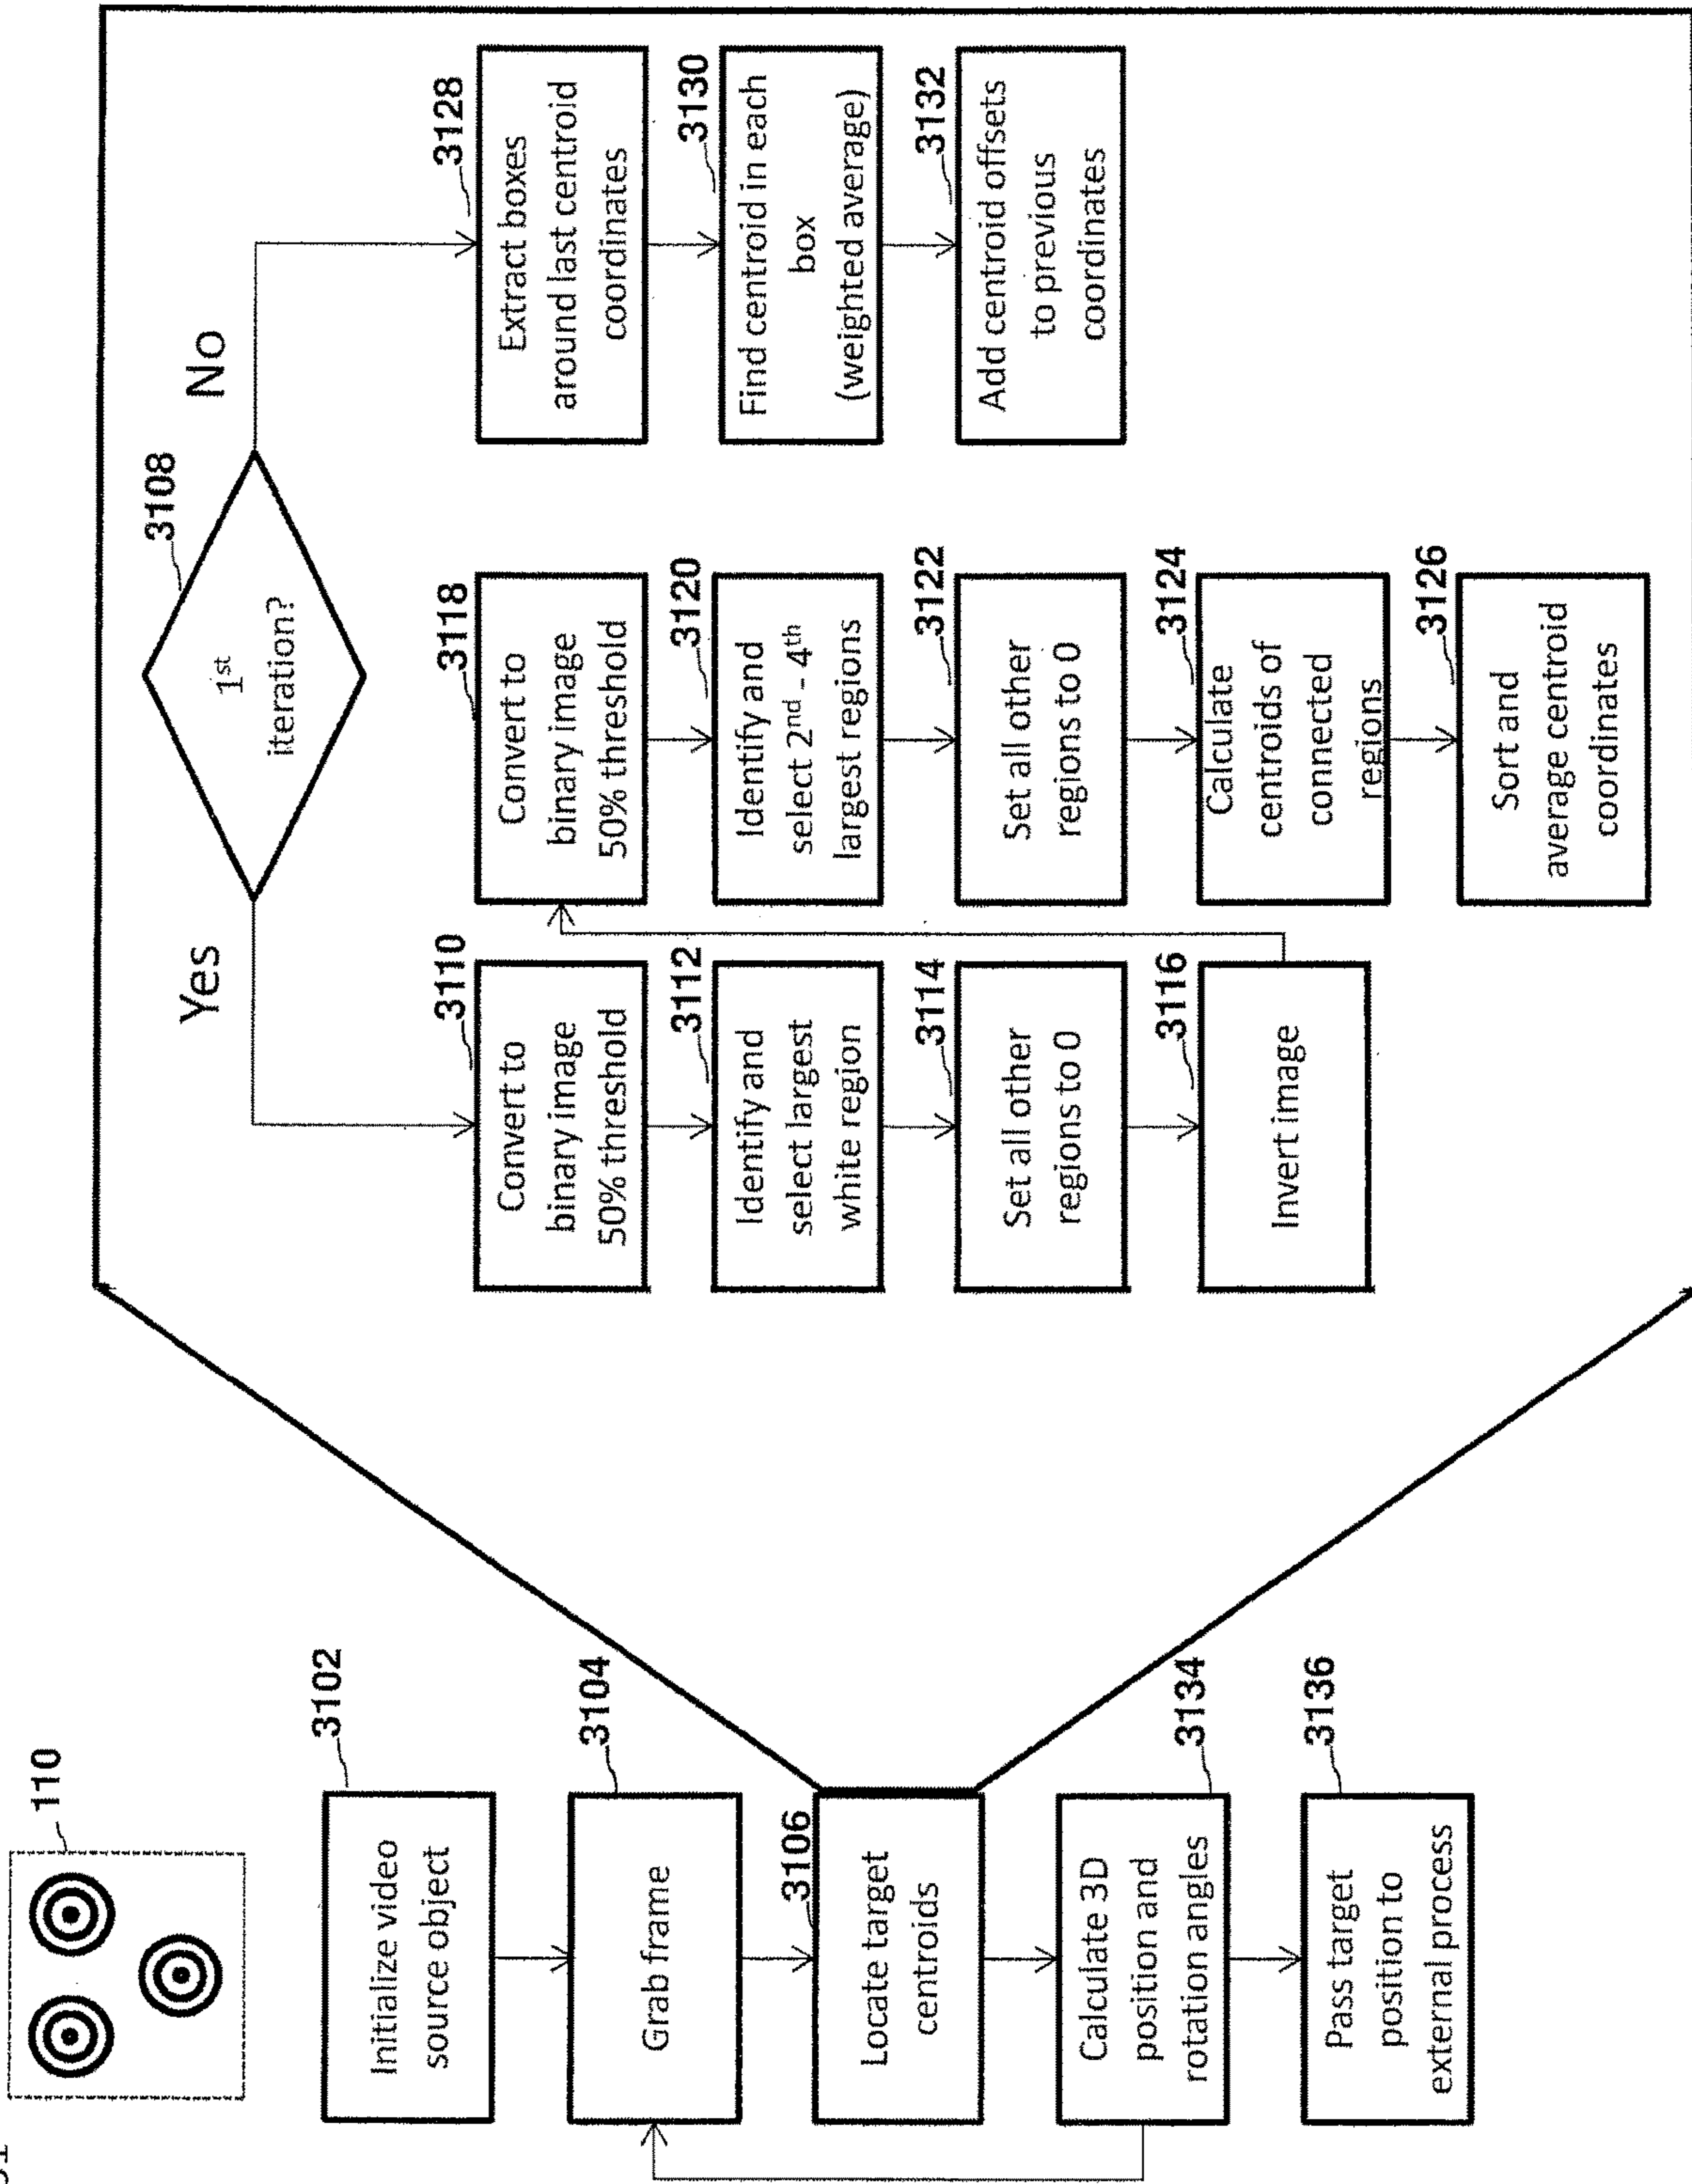 110
3102
Initialize video
source object
3104
Grab frame
3106
Locate target
centroids
3134
Calculate 3D
position and
rotation angles
3136
Pass target
position to
external process
3108
1st
iteration?
Yes
No
3110
Convert to
binary image
50% threshold
3112
Identify and
select largest
white region
3114
Set all other
regions to 0
3116
Invert image
3118
Convert to
binary image
50% threshold
3120
Identify and
select 2nd - 4th
largest regions
3122
Set all other
regions to 0
3124
Calculate
centroids of
connected
regions
3126
Sort and
average centroid
coordinates
3128
Extract boxes
around last centroid
coordinates
3130
Find centroid in each
box
(weighted average)
3132
Add centroid offsets
to previous
coordinates